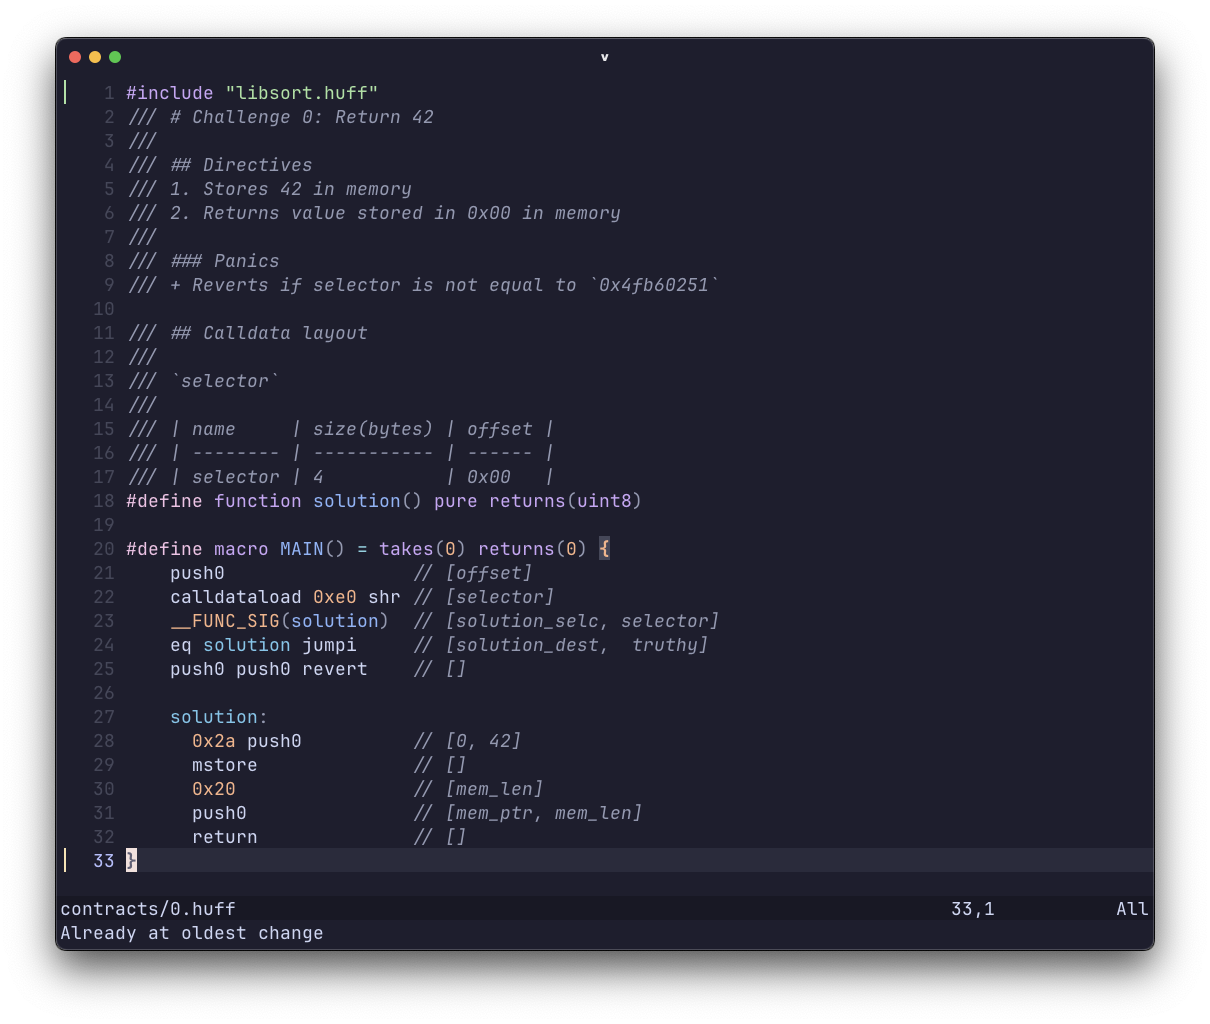 v
1 #include "libsort.huff"
2 /// # Challenge 0: Return 42
3 ///
4 /// ## Directives
5 /// 1. Stores 42 in memory
6 /// 2. Returns value stored in 0x00 in memory
7 ///
8 /// ### Panics
9 /// + Reverts if selector is not equal to `0x4fb60251`
10
11 /// ## Calldata layout
12 ///
13 /// `selector`
14 ///
15 /// | name     | size(bytes) | offset |
16 /// | -------- | ----------- | ------ |
17 /// | selector | 4           | 0x00   |
18 #define function solution() pure returns(uint8)
19
20 #define macro MAIN() = takes(0) returns(0) {
21     push0                 // [offset]
22     calldataload 0xe0 shr // [selector]
23     __FUNC_SIG(solution)  // [solution_selc, selector]
24     eq solution jumpi     // [solution_dest,  truthy]
25     push0 push0 revert    // []
26
27     solution:
28       0x2a push0          // [0, 42]
29       mstore              // []
30       0x20                // [mem_len]
31       push0               // [mem_ptr, mem_len]
32       return              // []
33 }
contracts/0.huff 33,1 All
Already at oldest change